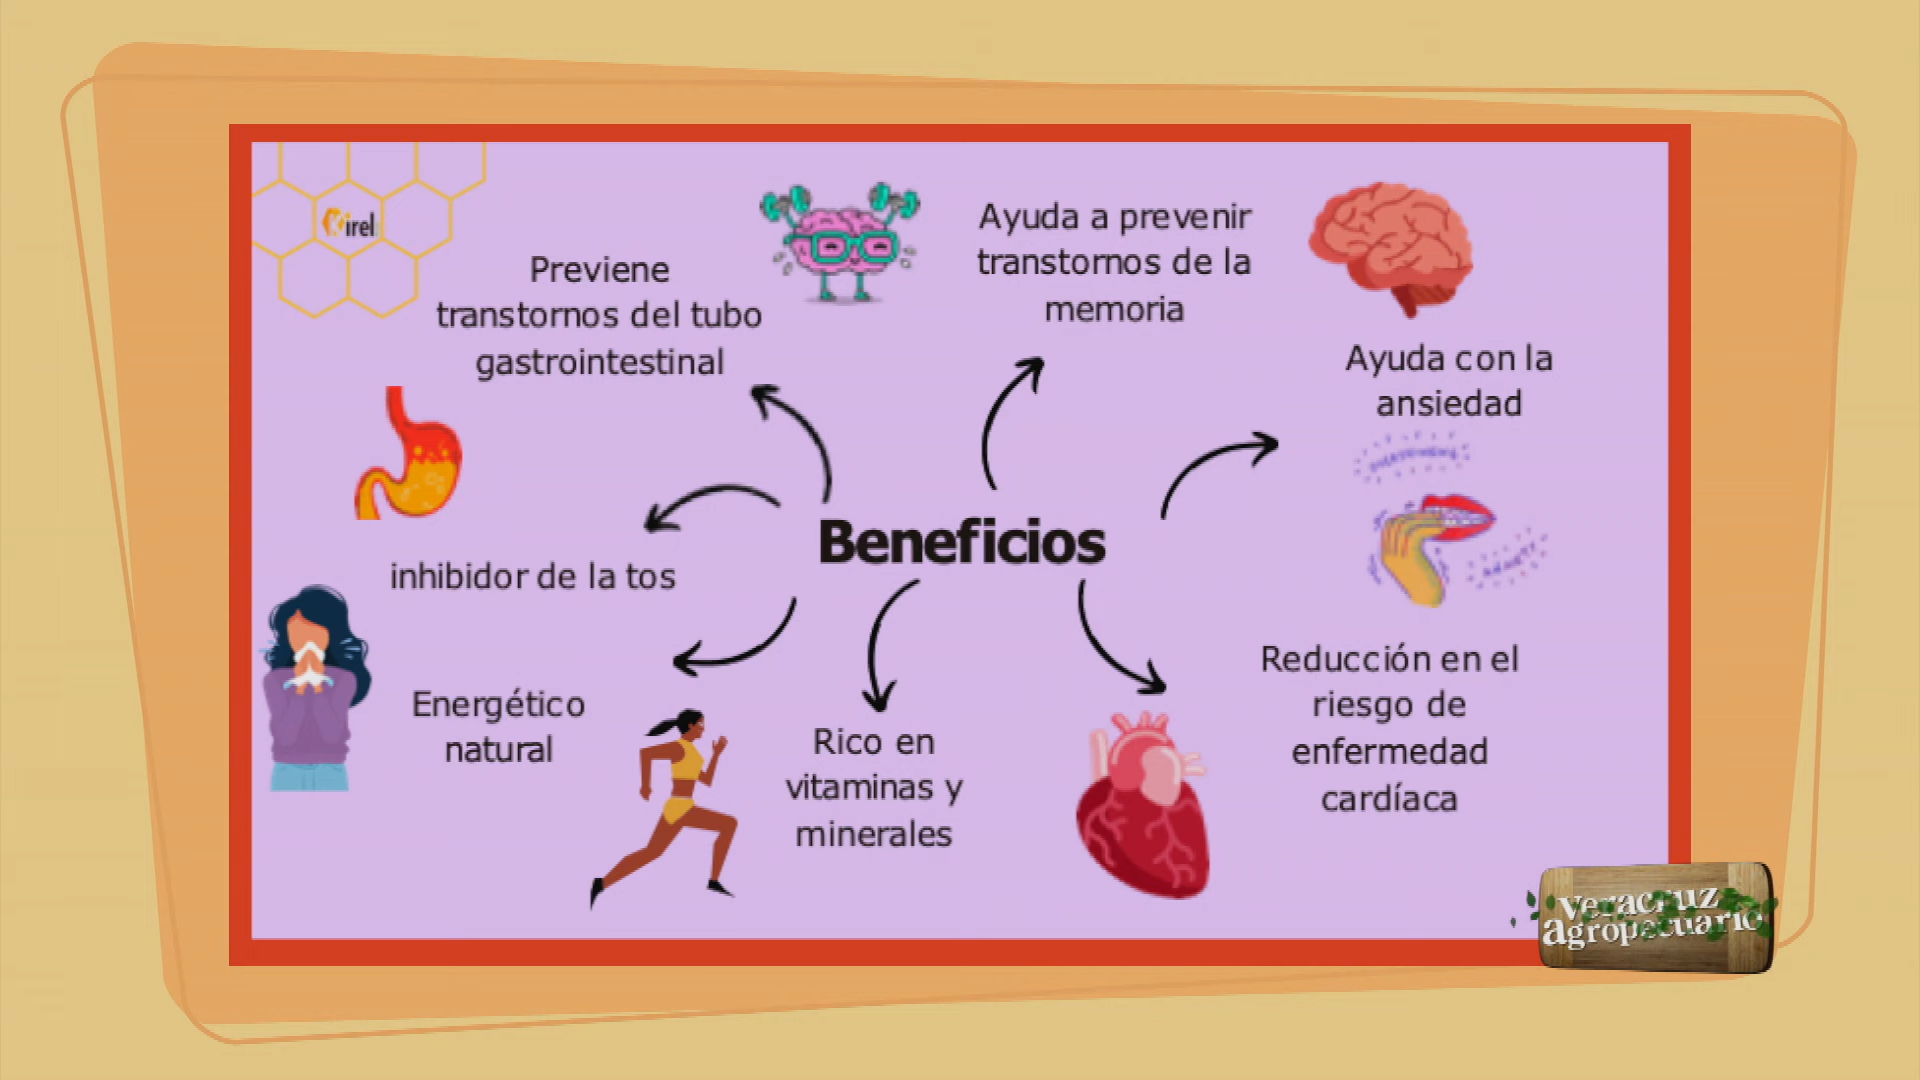 irel
Previene
transtornos del tubo
gastrointestinal
Ayuda a prevenir
transtornos de la
memoria
Ayuda con la
ansiedad
Beneficios
inhibidor de la tos
Energético
natural
Rico en
vitaminas y
minerales
Reducción en el
riesgo de
enfermedad
cardíaca
Veracruz
agropecuario